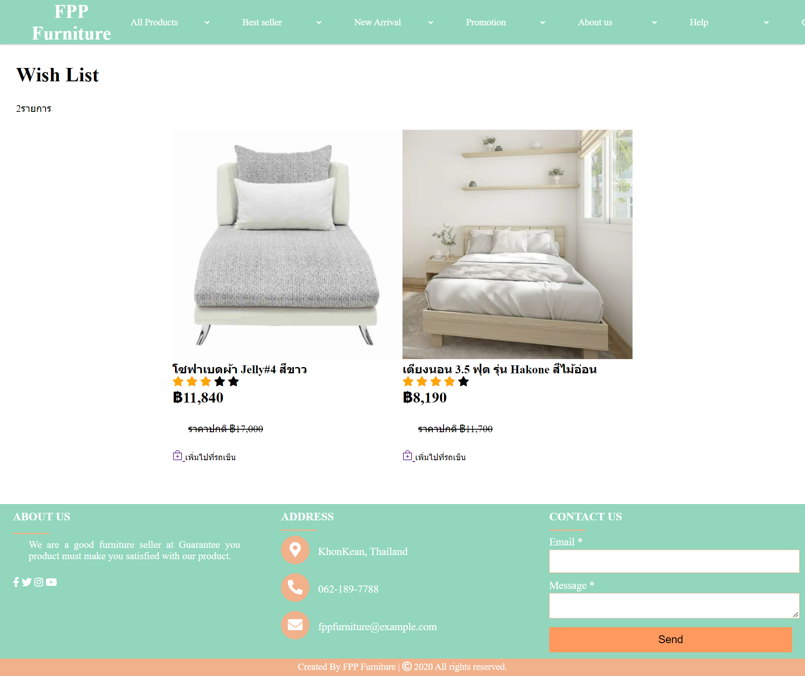 FPP
Furniture
All Products
Best seller
New Arrival
Promotion
About us
Help
Wish List
2รายการ
โซฟาเบดผ้า Jelly#4 สีขาว
฿11,840
ราคาปกติ ฿17,000
เพิ่มไปที่รถเข็น
เตียงนอน 3.5 ฟุต รุ่น Hakone สีไม้อ่อน
฿8,190
ราคาปกติ ฿11,700
เพิ่มไปที่รถเข็น
ABOUT US
We are a good furniture seller at Guarantee you
product must make you satisfied with our product.
ADDRESS
KhonKean, Thailand
062-189-7788
fppfurniture@example.com
CONTACT US
Email *
Message *
Send
Created By FPP Furniture | © 2020 All rights reserved.